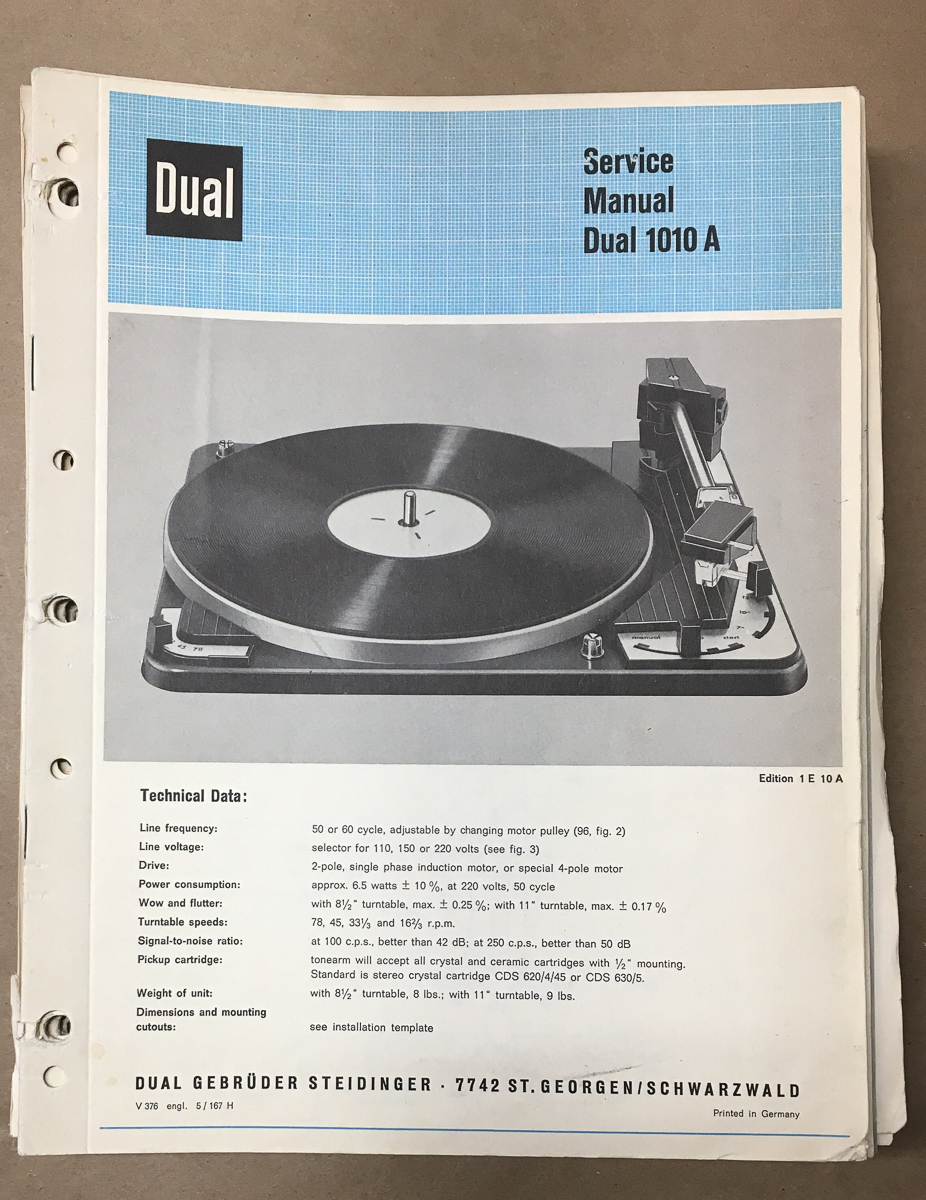 Dual
Service
Manual
Dual 1010 A
45 78
10"
7"
manual
start
Edition 1 E 10 A
Technical Data:
Line frequency: 50 or 60 cycle, adjustable by changing motor pulley (96, fig. 2)
Line voltage: selector for 110, 150 or 220 volts (see fig. 3)
Drive: 2-pole, single phase induction motor, or special 4-pole motor
Power consumption: approx. 6.5 watts ± 10 %, at 220 volts, 50 cycle
Wow and flutter: with 8½" turntable, max. ± 0.25 %; with 11" turntable, max. ± 0.17 %
Turntable speeds: 78, 45, 33⅓ and 16⅔ r.p.m.
Signal-to-noise ratio: at 100 c.p.s., better than 42 dB; at 250 c.p.s., better than 50 dB
Pickup cartridge: tonearm will accept all crystal and ceramic cartridges with ½" mounting.
Standard is stereo crystal cartridge CDS 620/4/45 or CDS 630/5.
Weight of unit: with 8½" turntable, 8 lbs.; with 11" turntable, 9 lbs.
Dimensions and mounting
cutouts: see installation template
DUAL GEBRÜDER STEIDINGER · 7742 ST. GEORGEN/SCHWARZWALD
V 376 engl. 5/167 H
Printed in Germany